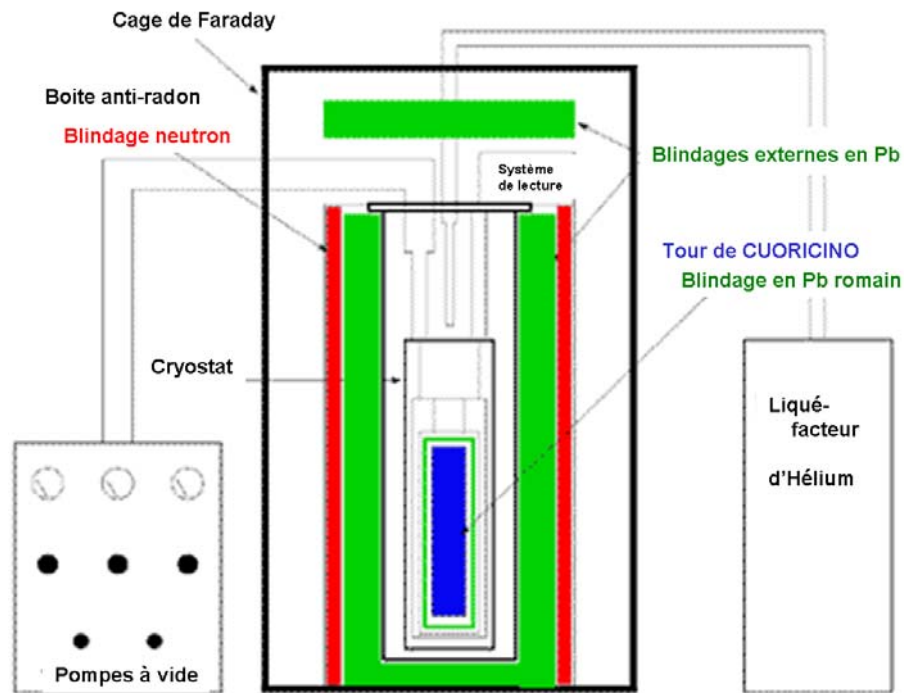 Cage de Faraday
Boite anti-radon
Blindage neutron
Système
de lecture
Blindages externes en Pb
Tour de CUORICINO
Blindage en Pb romain
Cryostat
Liqué-
facteur
d'Hélium
Pompes à vide